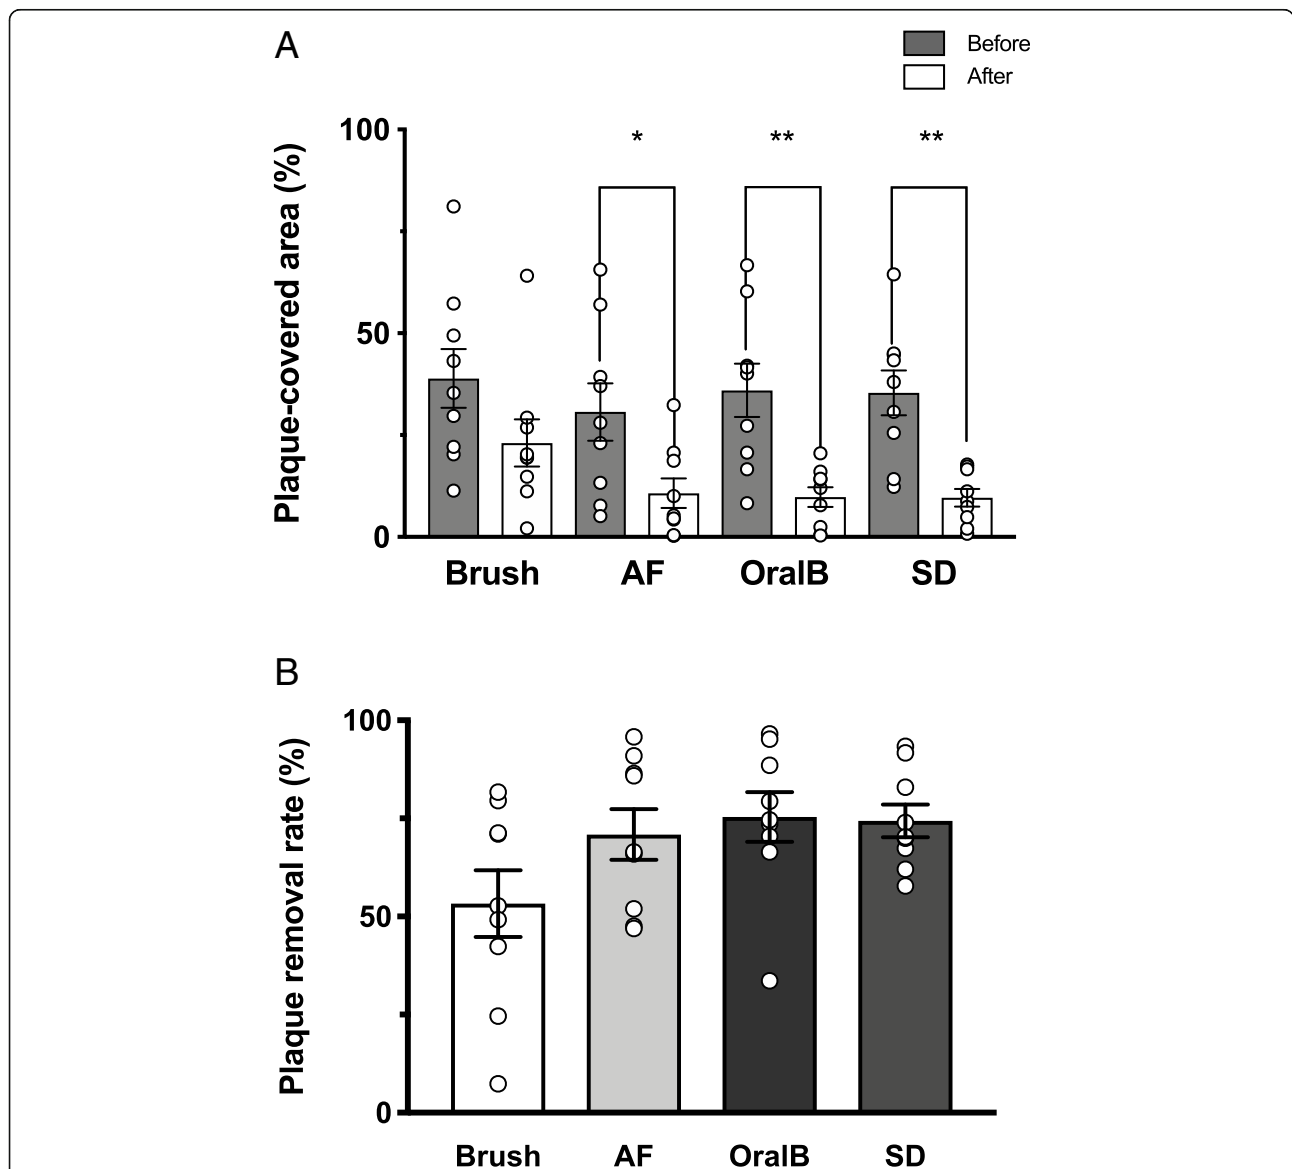 A
Before
After
100
*
**
**
Plaque-covered area (%)
50
0
Brush AF OralB SD
B
100
Plaque removal rate (%)
50
0
Brush AF OralB SD